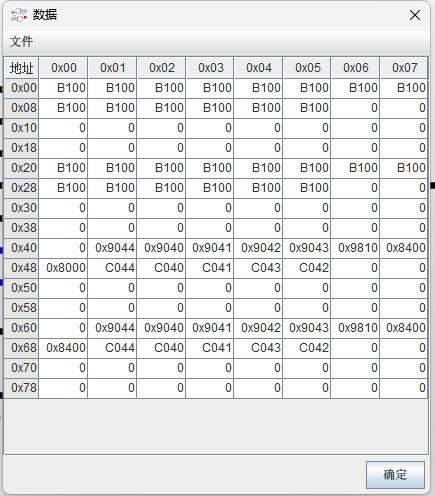 数据
文件
地址 0x00 0x01 0x02 0x03 0x04 0x05 0x06 0x07
0x00 B100 B100 B100 B100 B100 B100 B100 B100
0x08 B100 B100 B100 B100 B100 B100 0 0
0x10 0 0 0 0 0 0 0 0
0x18 0 0 0 0 0 0 0 0
0x20 B100 B100 B100 B100 B100 B100 B100 B100
0x28 B100 B100 B100 B100 B100 B100 0 0
0x30 0 0 0 0 0 0 0 0
0x38 0 0 0 0 0 0 0 0
0x40 0 0x9044 0x9040 0x9041 0x9042 0x9043 0x9810 0x8400
0x48 0x8000 C044 C040 C041 C043 C042 0 0
0x50 0 0 0 0 0 0 0 0
0x58 0 0 0 0 0 0 0 0
0x60 0 0x9044 0x9040 0x9041 0x9042 0x9043 0x9810 0x8400
0x68 0x8400 C044 C040 C041 C043 C042 0 0
0x70 0 0 0 0 0 0 0 0
0x78 0 0 0 0 0 0 0 0
确定